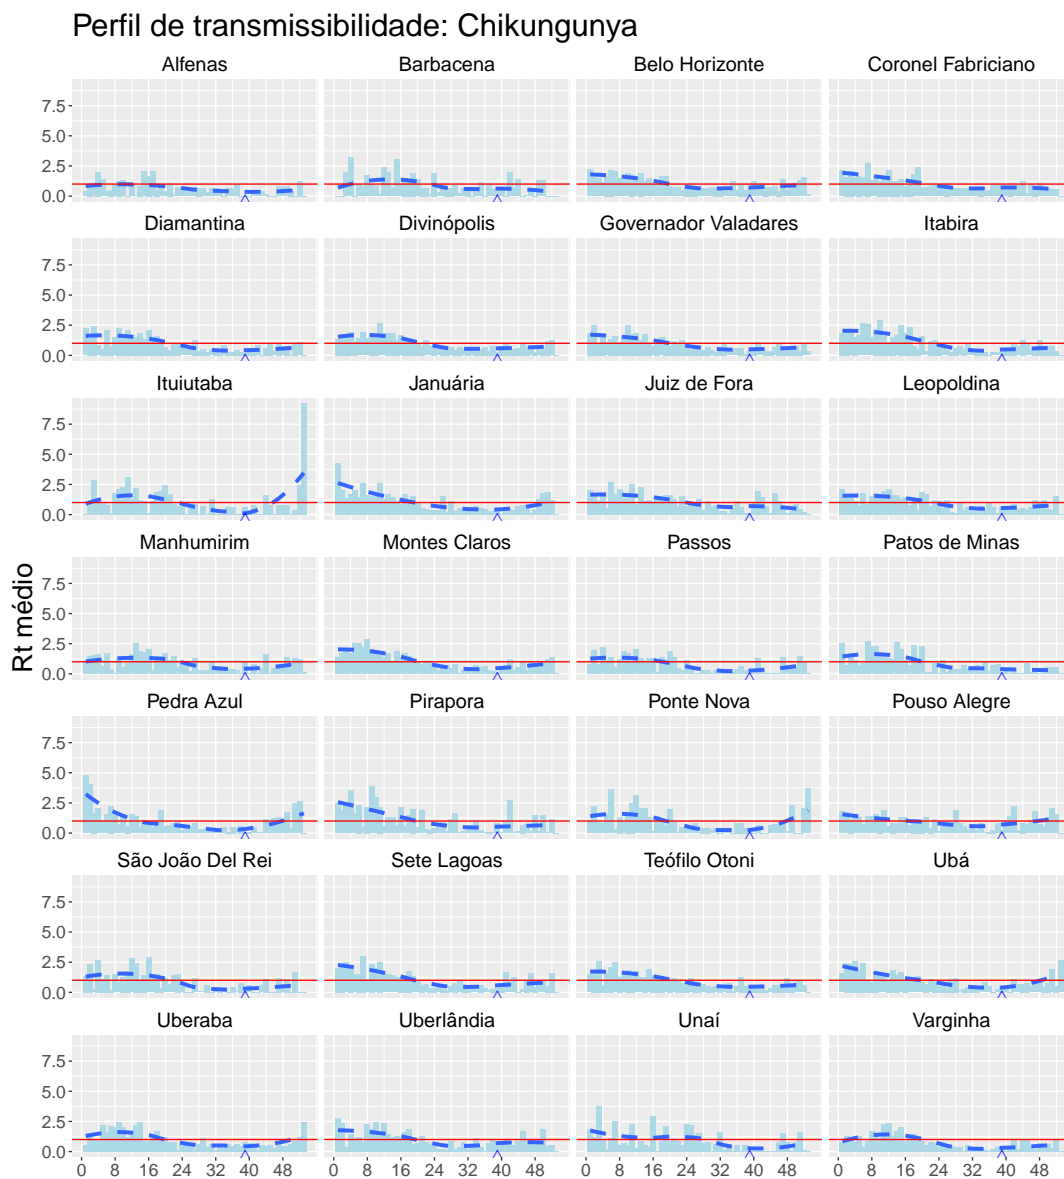 Perfil de transmissibilidade: Chikungunya
Alfenas Barbacena Belo Horizonte Coronel Fabriciano
7.5
5.0
2.5
0.0
Diamantina Divinópolis Governador Valadares Itabira
7.5
5.0
2.5
0.0
Ituiutaba Januária Juiz de Fora Leopoldina
7.5
5.0
2.5
0.0
Manhumirim Montes Claros Passos Patos de Minas
7.5
5.0
2.5
0.0
Rt médio
Pedra Azul Pirapora Ponte Nova Pouso Alegre
7.5
5.0
2.5
0.0
São João Del Rei Sete Lagoas Teófilo Otoni Ubá
7.5
5.0
2.5
0.0
Uberaba Uberlândia Unaí Varginha
7.5
5.0
2.5
0.0
0 8 16 24 32 40 48 0 8 16 24 32 40 48 0 8 16 24 32 40 48 0 8 16 24 32 40 48